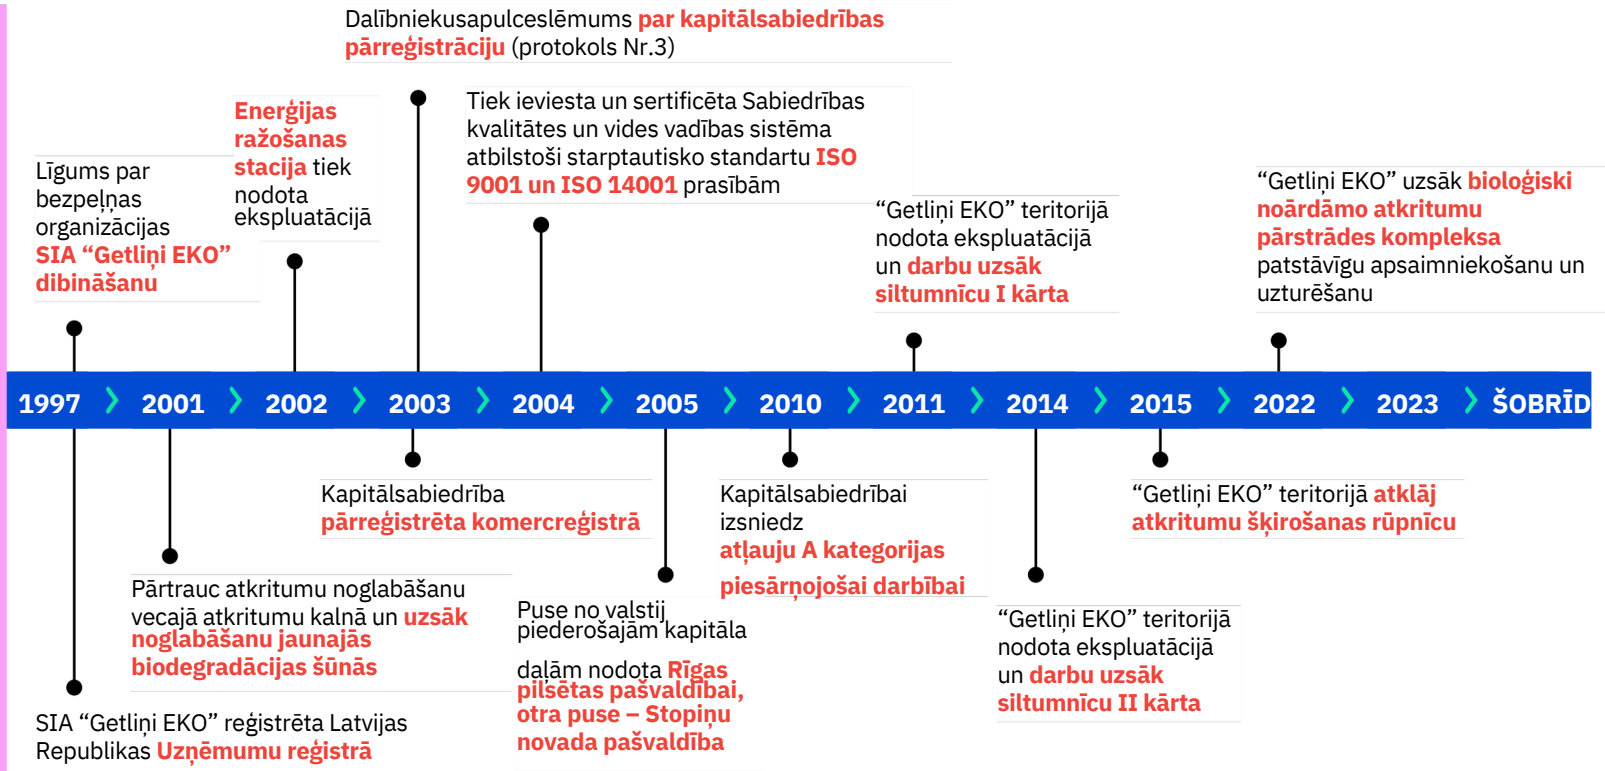 Dalībniekusapulceslēmums par kapitālsabiedrības
pārreģistrāciju (protokols Nr.3)
Enerģijas
ražošanas
stacija tiek
nodota
ekspluatācijā
Tiek ieviesta un sertificēta Sabiedrības
kvalitātes un vides vadības sistēma
atbilstoši starptautisko standartu ISO
9001 un ISO 14001 prasībām
Līgums par
bezpeļņas
organizācijas
SIA “Getliņi EKO”
dibināšanu
“Getliņi EKO” teritorijā
nodota ekspluatācijā
un darbu uzsāk
siltumnīcu I kārta
“Getliņi EKO” uzsāk bioloģiski
noārdāmo atkritumu
pārstrādes kompleksa
patstāvīgu apsaimniekošanu un
uzturēšanu
1997 2001 2002 2003 2004 2005 2010 2011 2014 2015 2022 2023 ŠOBRĪD
Kapitālsabiedrība
pārreģistrēta komercreģistrā
Kapitālsabiedrībai
izsniedz
atļauju A kategorijas
piesārņojošai darbībai
“Getliņi EKO” teritorijā atklāj
atkritumu šķirošanas rūpnīcu
Pārtrauc atkritumu noglabāšanu
vecajā atkritumu kalnā un uzsāk
noglabāšanu jaunajās
biodegradācijas šūnās
Puse no valstij
piederošajām kapitāla
daļām nodota Rīgas
pilsētas pašvaldībai,
otra puse – Stopiņu
novada pašvaldība
“Getliņi EKO” teritorijā
nodota ekspluatācijā
un darbu uzsāk
siltumnīcu II kārta
SIA “Getliņi EKO” reģistrēta Latvijas
Republikas Uzņēmumu reģistrā